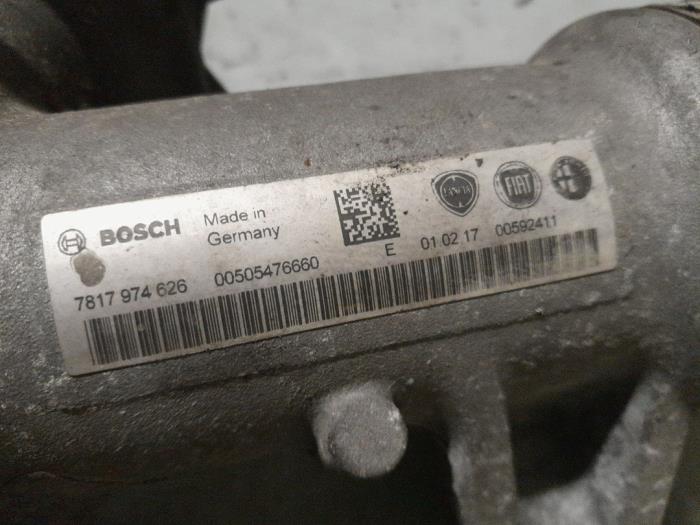 BOSCH
Made in
Germany
LANCIA
FIAT
7817 974 626
00505476660
E
01 02 17
00592411